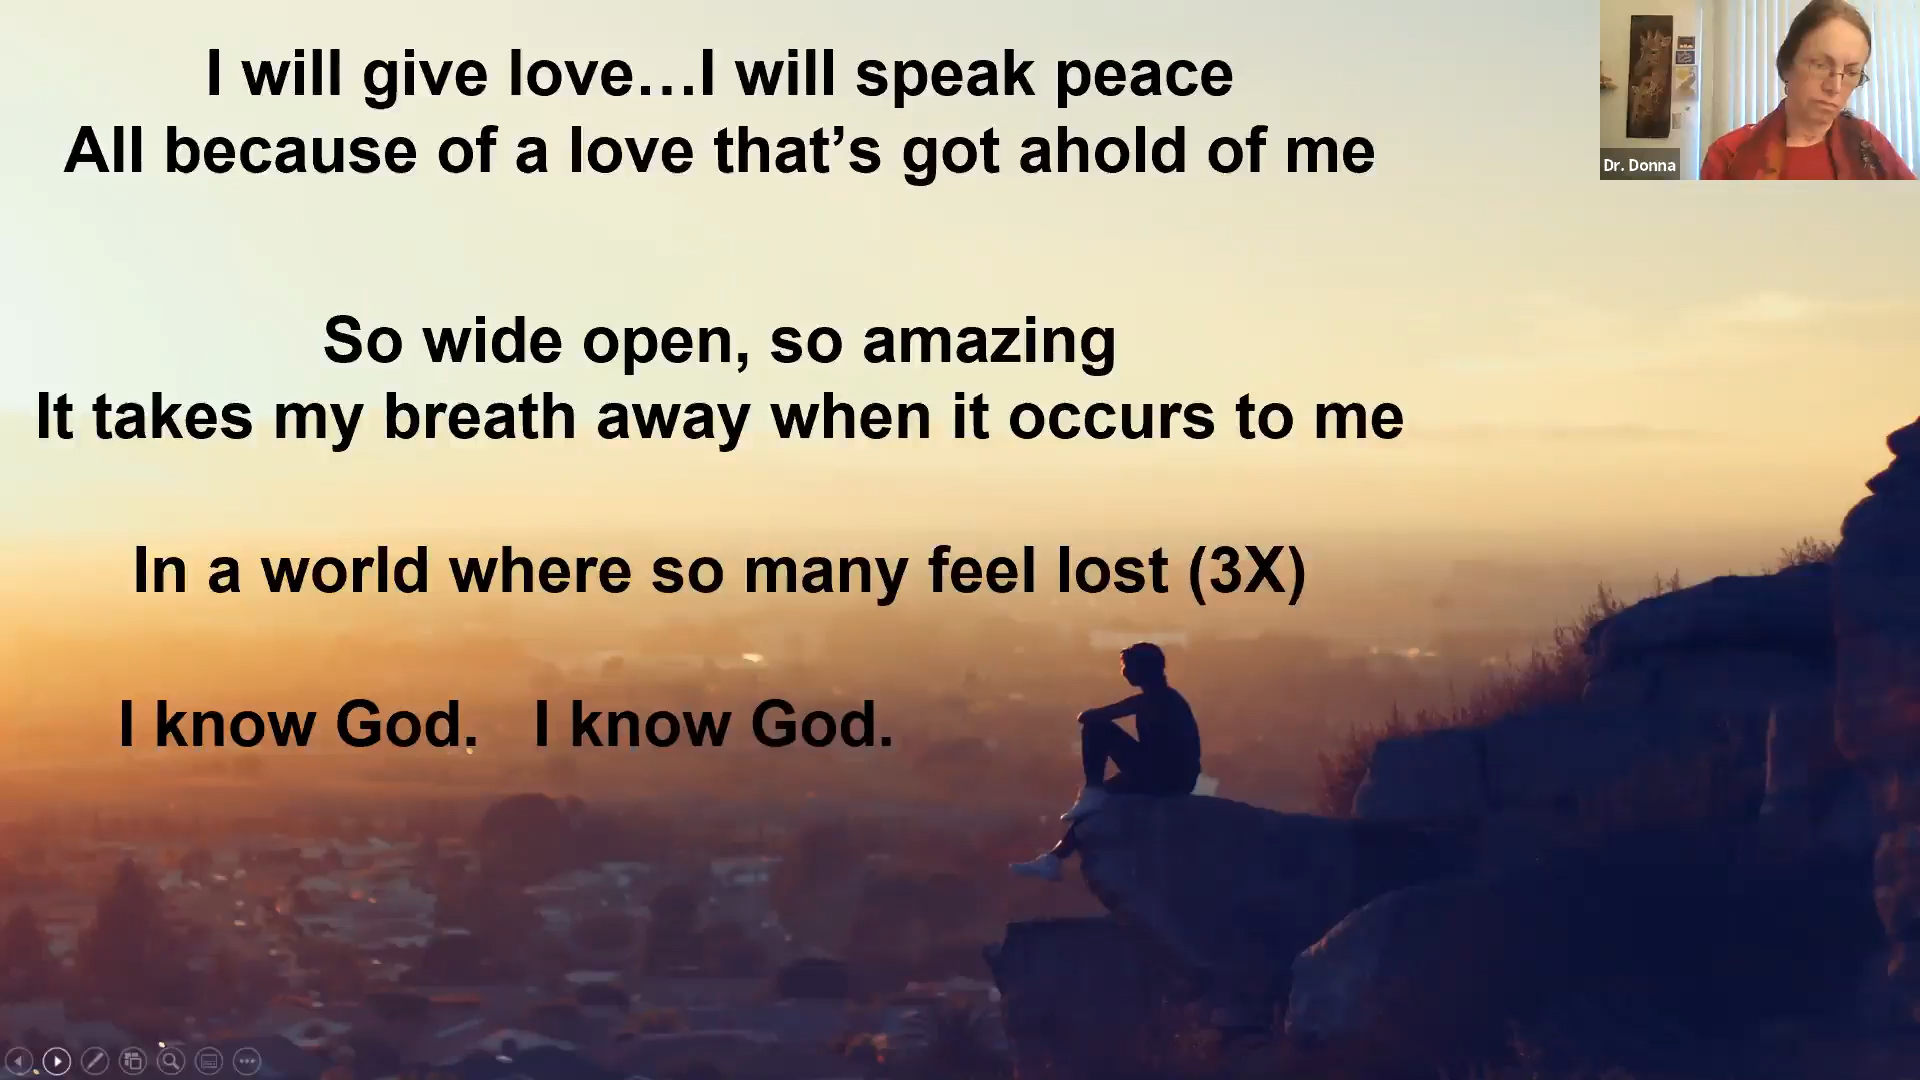 I will give love…I will speak peace
All because of a love that’s got ahold of me
So wide open, so amazing
It takes my breath away when it occurs to me
In a world where so many feel lost (3X)
I know God.   I know God.
Dr. Donna